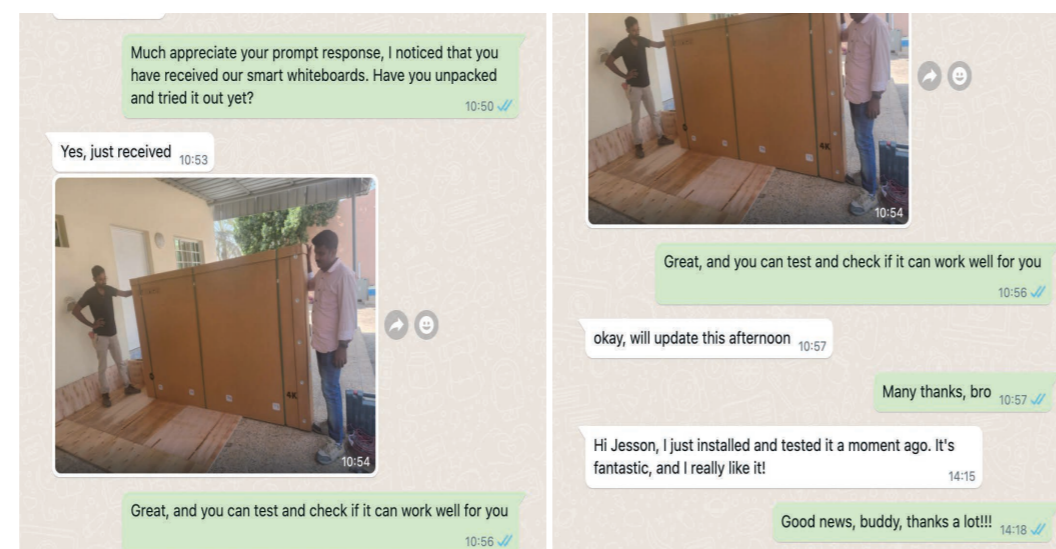 Much appreciate your prompt response, I noticed that you
have received our smart whiteboards. Have you unpacked
and tried it out yet?
10:50
Yes, just received 10:53
4K
10:54
Great, and you can test and check if it can work well for you
10:56
4K
10:54
Great, and you can test and check if it can work well for you
10:56
okay, will update this afternoon 10:57
Many thanks, bro 10:57
Hi Jesson, I just installed and tested it a moment ago. It's
fantastic, and I really like it!
14:15
Good news, buddy, thanks a lot!!! 14:18